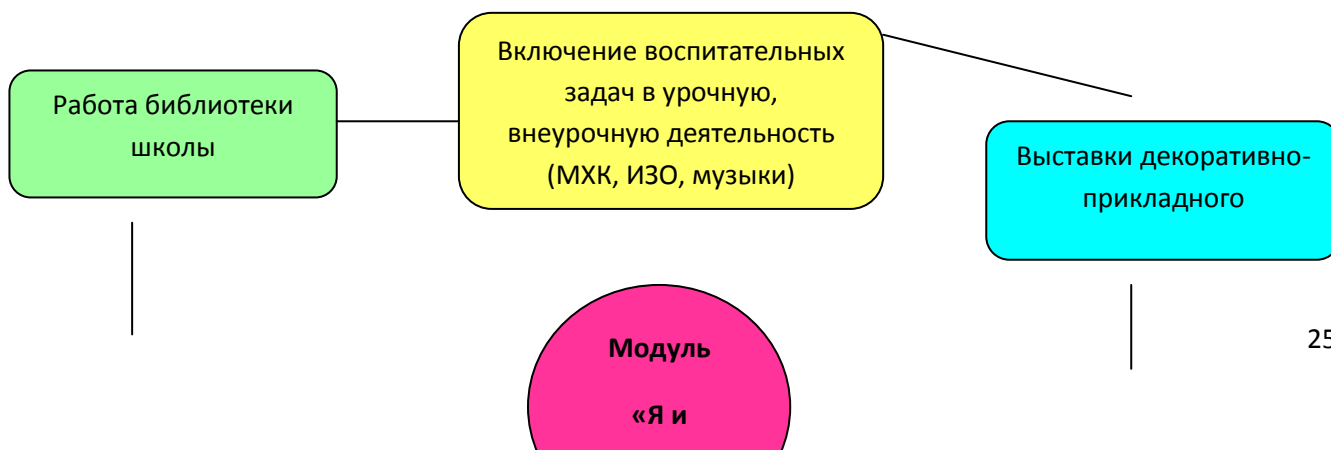 Включение воспитательных
задач в урочную,
внеурочную деятельность
(МХК, ИЗО, музыки)
Работа библиотеки
школы
Выставки декоративно-
прикладного
25
Модуль
«Я и